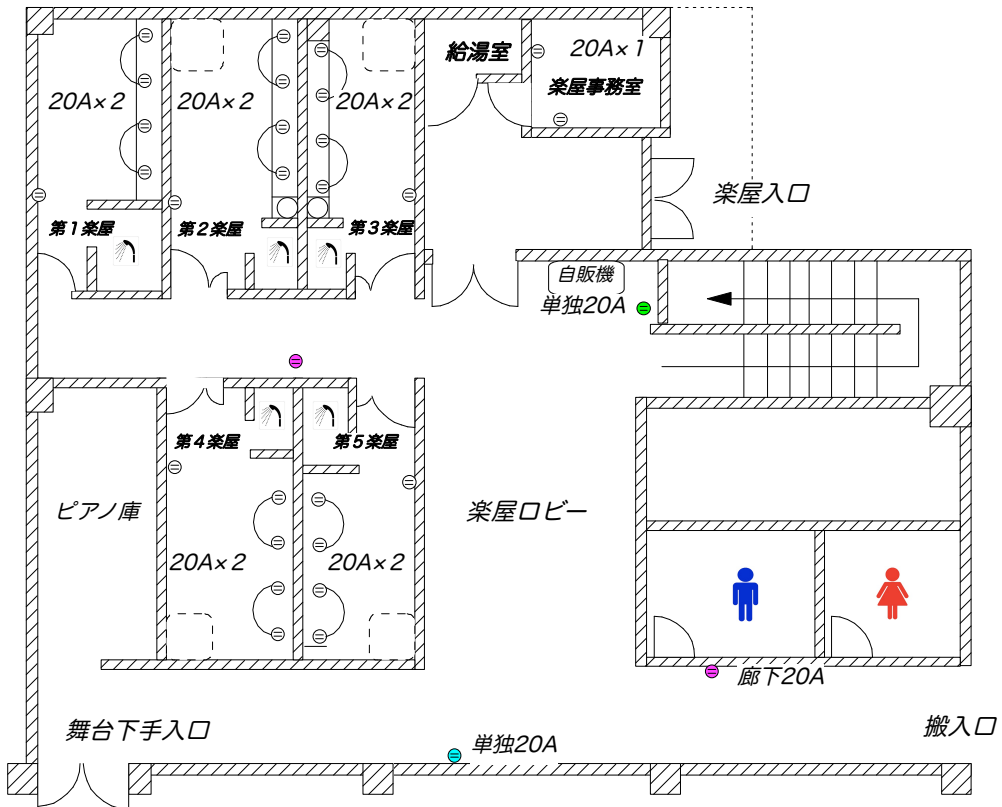 給湯室
20A×1
楽屋事務室
20A×2
20A×2
20A×2
楽屋入口
第1楽屋
第2楽屋
第3楽屋
自販機
単独20A
第4楽屋
第5楽屋
ピアノ庫
楽屋ロビー
20A×2
20A×2
廊下20A
舞台下手入口
単独20A
搬入口